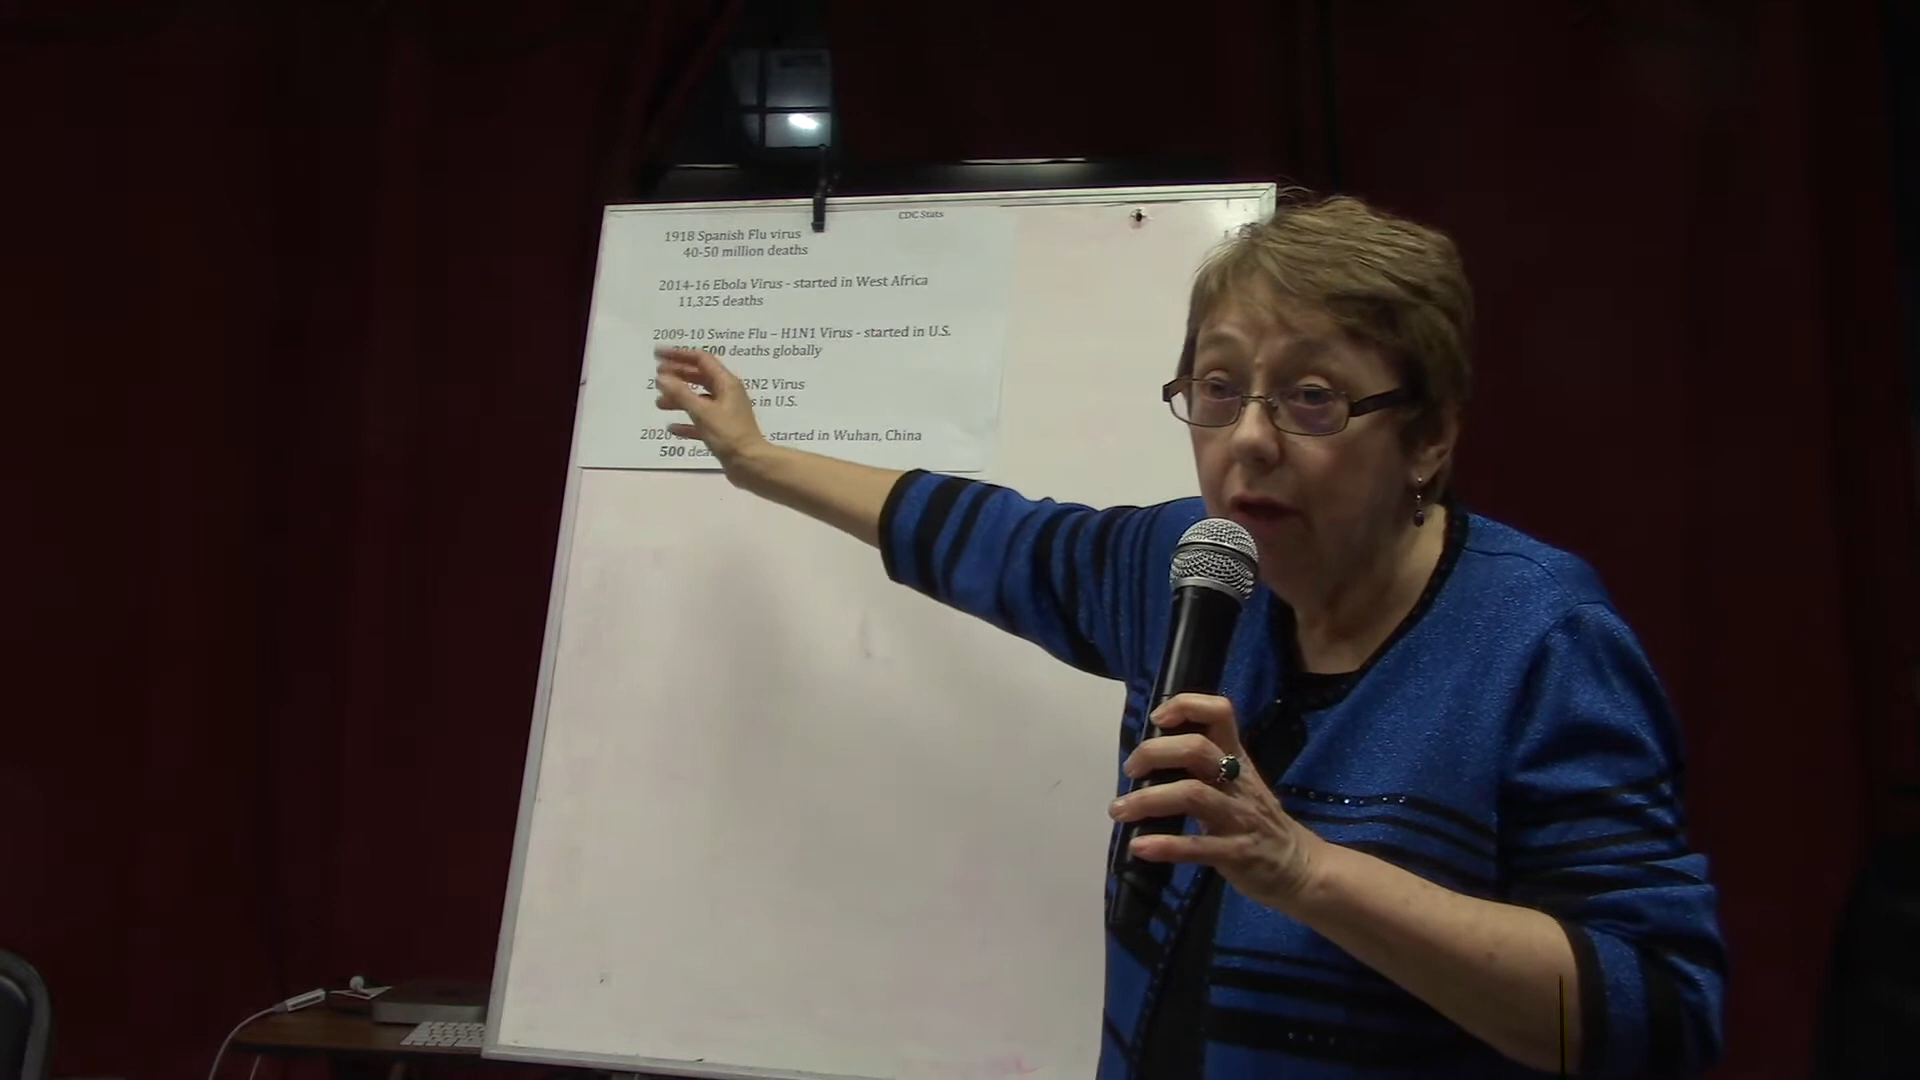 CDC Stats
1918 Spanish Flu virus
40-50 million deaths
2014-16 Ebola Virus - started in West Africa
11,325 deaths
2009-10 Swine Flu – H1N1 Virus - started in U.S.
500 deaths globally
Virus
in U.S.
2020 - started in Wuhan, China
500